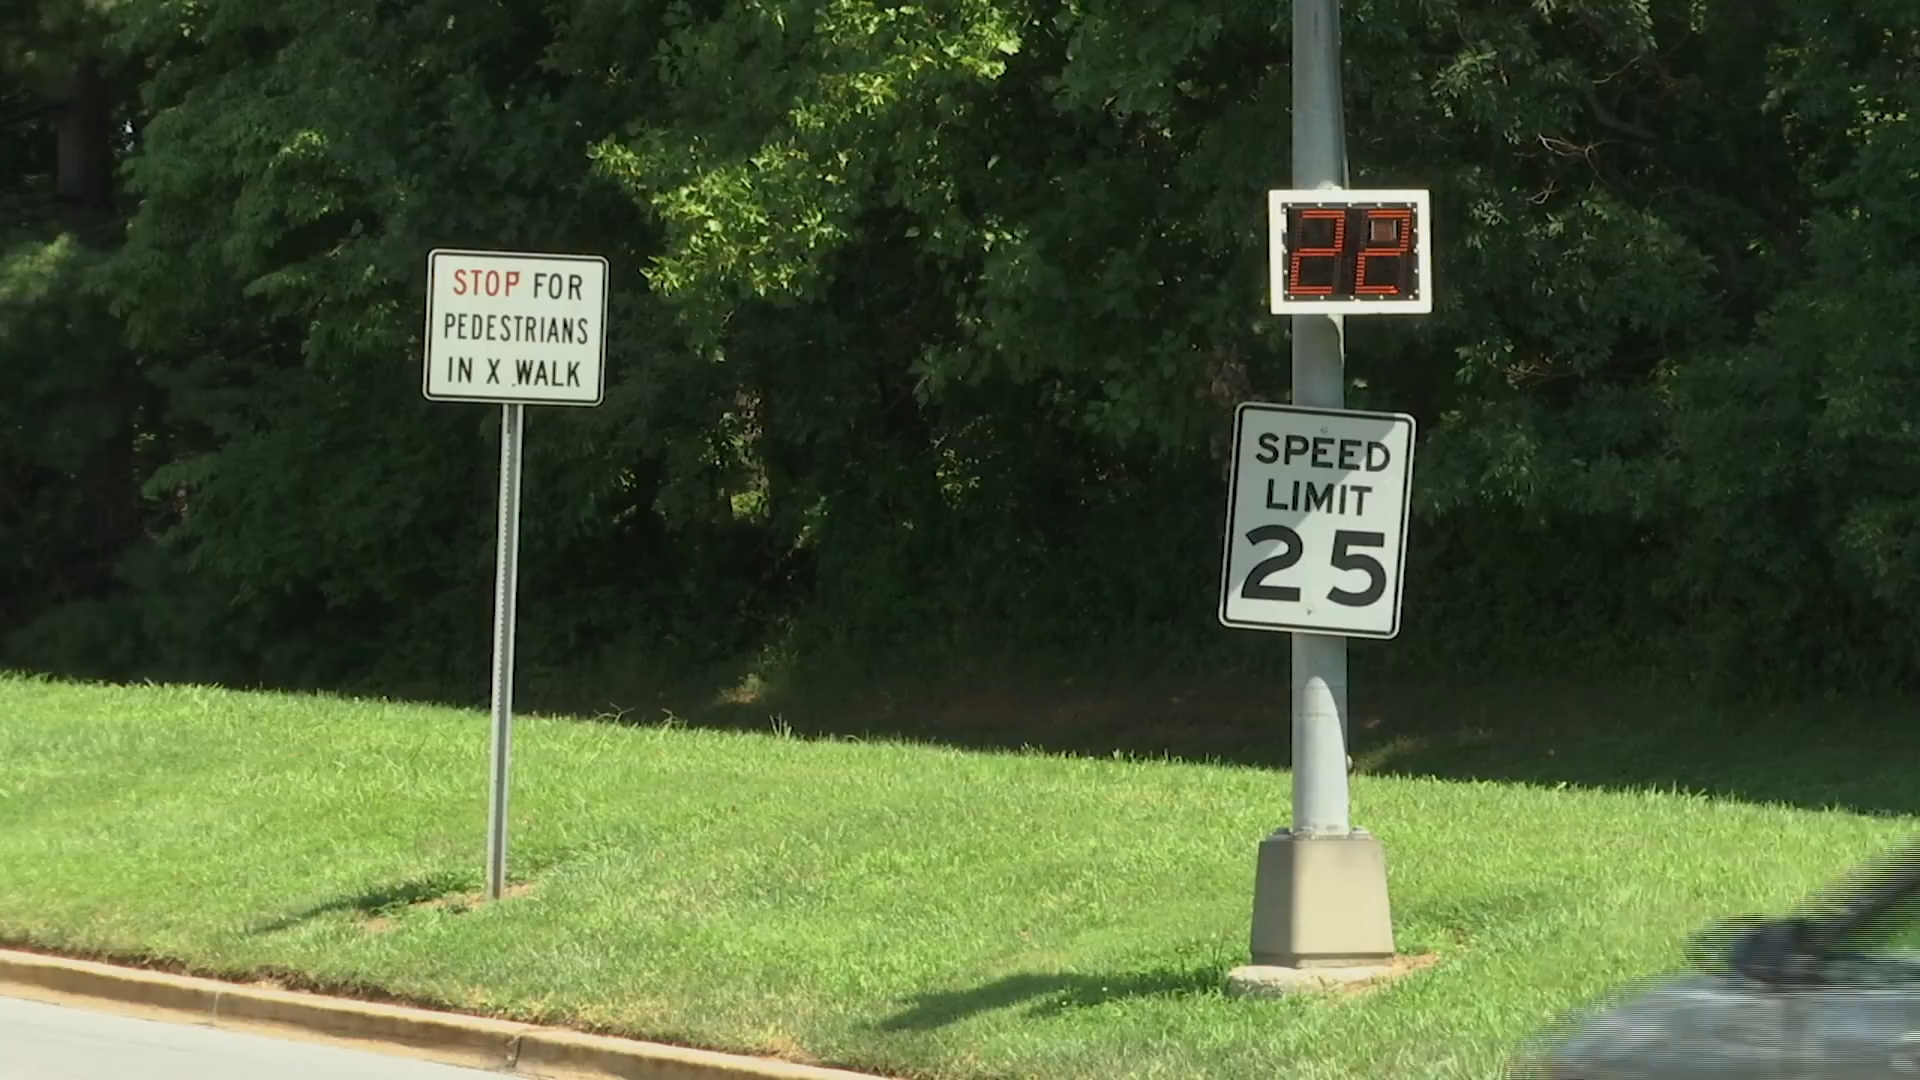 STOP FOR
PEDESTRIANS
IN X WALK
22
SPEED
LIMIT
25